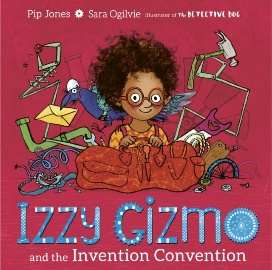 Pip Jones ✽ Sara Ogilvie Illustrator of The DETECTIVE DOG
Izzy Gizmo
and the Invention Convention